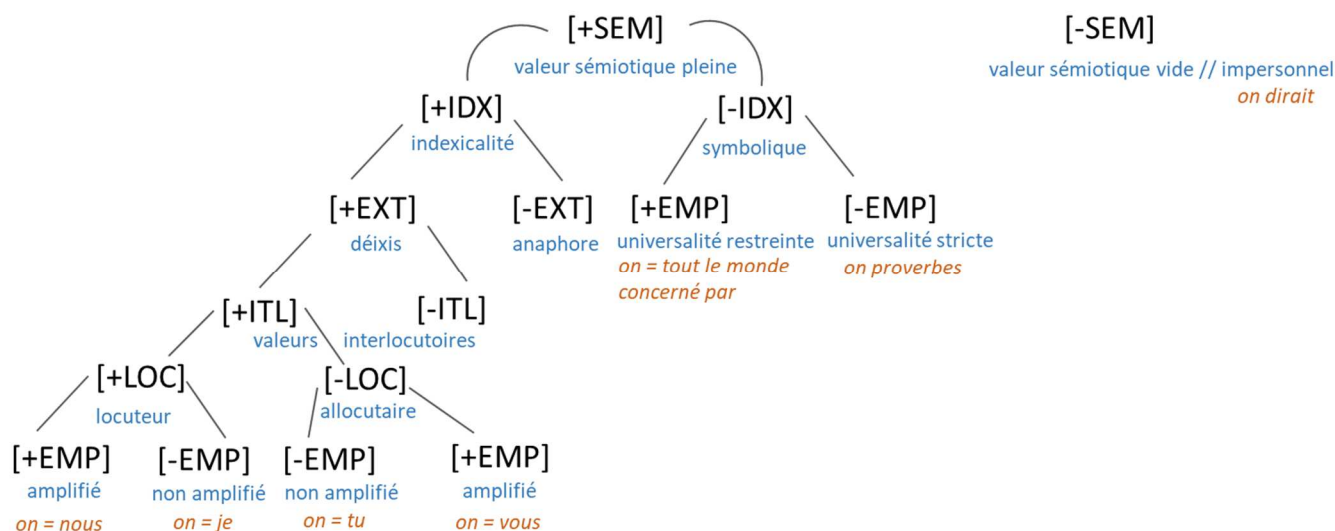 [+SEM] [-SEM]
valeur sémiotique pleine valeur sémiotique vide // impersonnel
on dirait
[+IDX] [-IDX]
indexicalité symbolique
[+EXT] [-EXT] [+EMP] [-EMP]
déixis anaphore universalité restreinte universalité stricte
on = tout le monde on proverbes
concerné par
[+ITL] [-ITL]
valeurs interlocutoires
[+LOC] [-LOC]
locuteur allocutaire
[+EMP] [-EMP] [-EMP] [+EMP]
amplifié non amplifié non amplifié amplifié
on = nous on = je on = tu on = vous